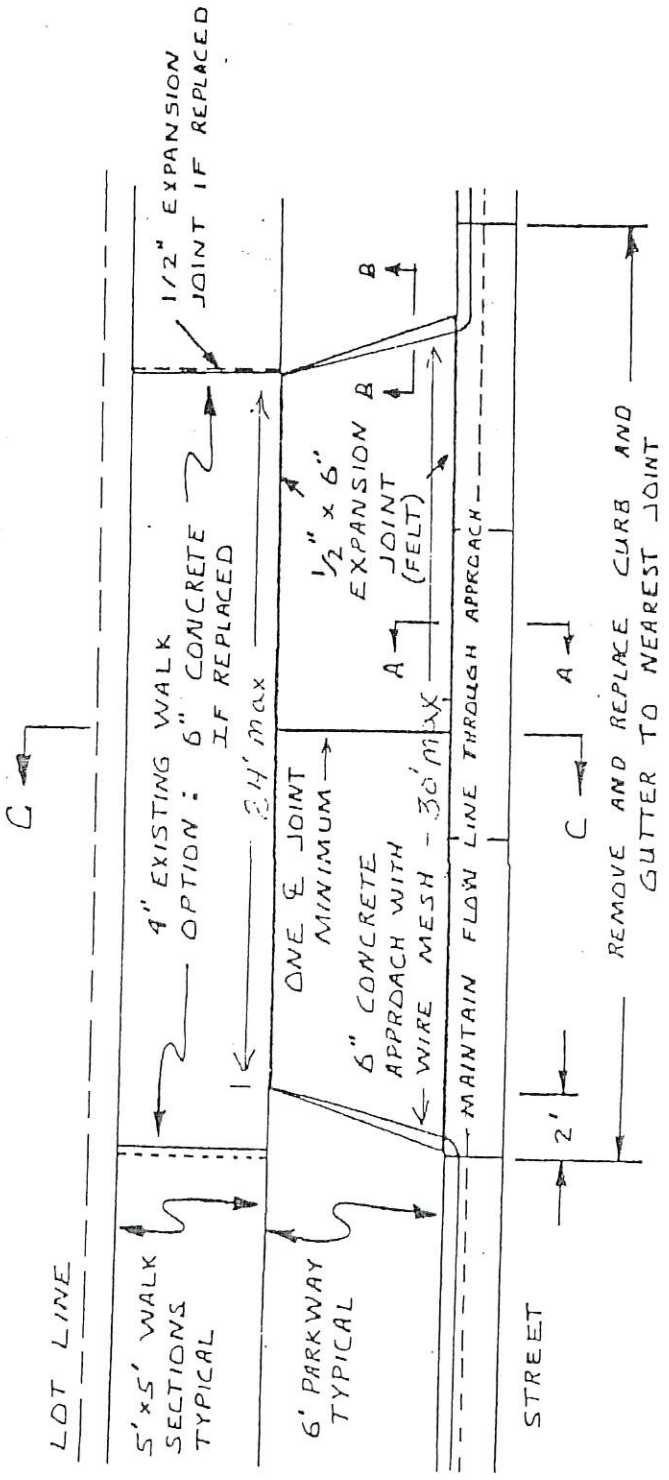 C
LOT LINE
5' x 5' WALK
SECTIONS
TYPICAL
4" EXISTING WALK
OPTION : 6" CONCRETE
IF REPLACED
24' max
1/2" EXPANSION
JOINT IF REPLACED
6' PARKWAY
TYPICAL
ONE ℄ JOINT
MINIMUM
6" CONCRETE
APPROACH WITH
WIRE MESH - 30' max
1/2" x 6"
EXPANSION
JOINT
(FELT)
A
B
B
MAINTAIN FLOW LINE THROUGH APPROACH
STREET
2'
C
A
REMOVE AND REPLACE CURB AND
GUTTER TO NEAREST JOINT